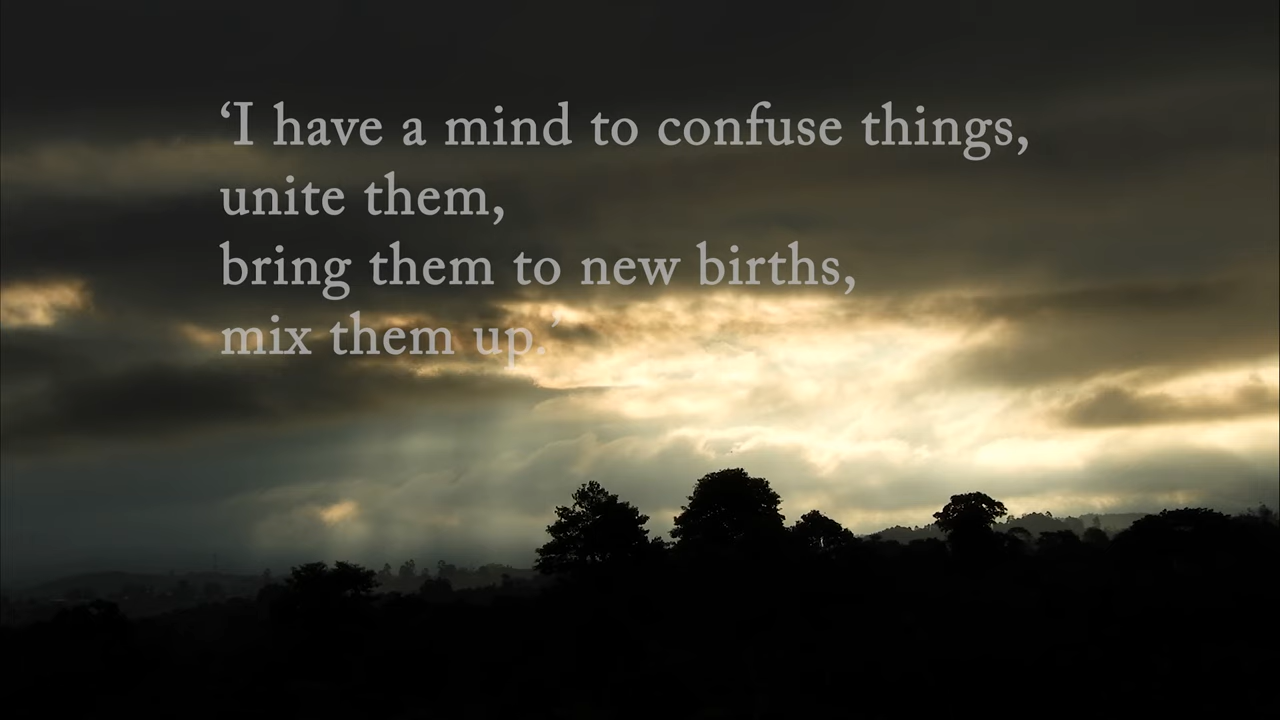 ‘I have a mind to confuse things,
unite them,
bring them to new births,
mix them up.’